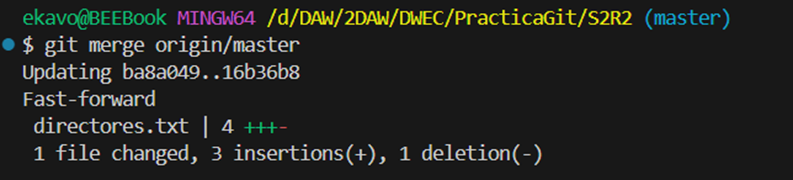 ekavo@BEEBook MINGW64 /d/DAW/2DAW/DWEC/PracticaGit/S2R2 (master)
$ git merge origin/master
Updating ba8a049..16b36b8
Fast-forward
 directores.txt | 4 +++-
 1 file changed, 3 insertions(+), 1 deletion(-)